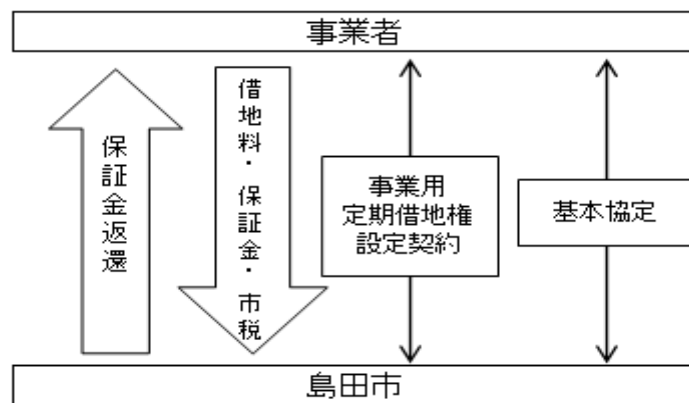 事業者
保証金返還
借地料・保証金・市税
事業用
定期借地権
設定契約
基本協定
島田市